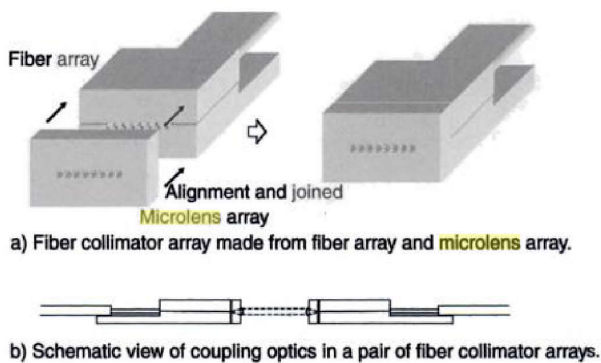 Fiber array
Alignment and joined
Microlens array
a) Fiber collimator array made from fiber array and microlens array.
b) Schematic view of coupling optics in a pair of fiber collimator arrays.